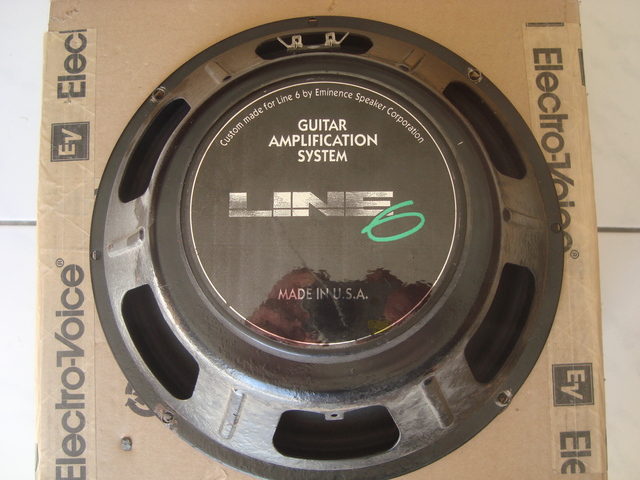 Custom made for Line 6 by Eminence Speaker Corporation
GUITAR
AMPLIFICATION
SYSTEM
LINE 6
MADE IN U.S.A.
Elec
EV
Electro-Voice®
Electro-Voice®
EV
Ele